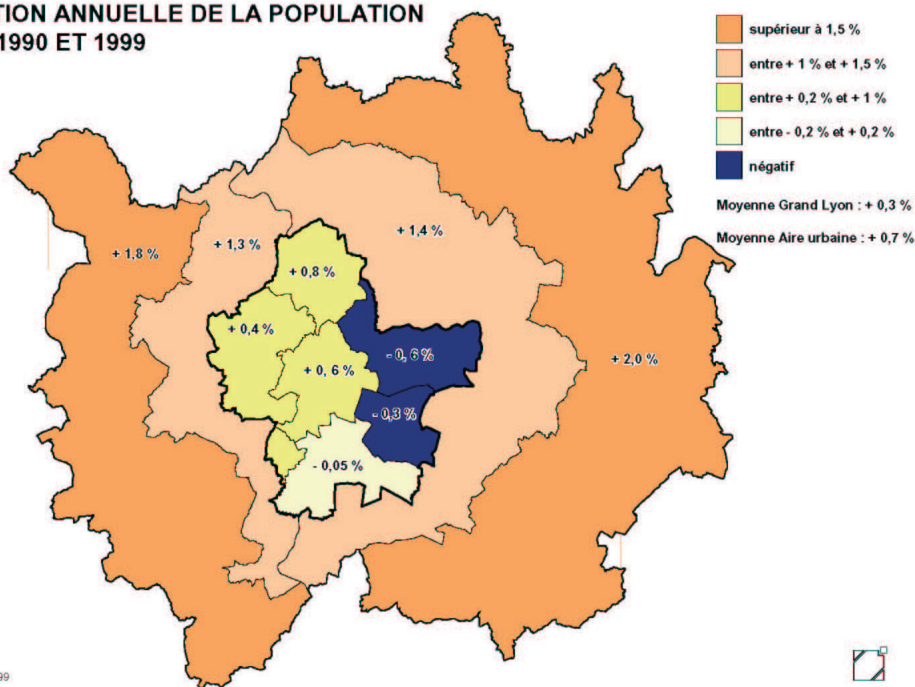 TION ANNUELLE DE LA POPULATION
1990 ET 1999
supérieur à 1,5 %
entre + 1 % et + 1,5 %
entre + 0,2 % et + 1 %
entre - 0,2 % et + 0,2 %
négatif
Moyenne Grand Lyon : + 0,3 %
Moyenne Aire urbaine : + 0,7 %
+ 1,8 %
+ 1,3 %
+ 1,4 %
+ 0,8 %
+ 0,4 %
- 0, 6 %
+ 0, 6 %
+ 2,0 %
- 0,3 %
- 0,05 %
99